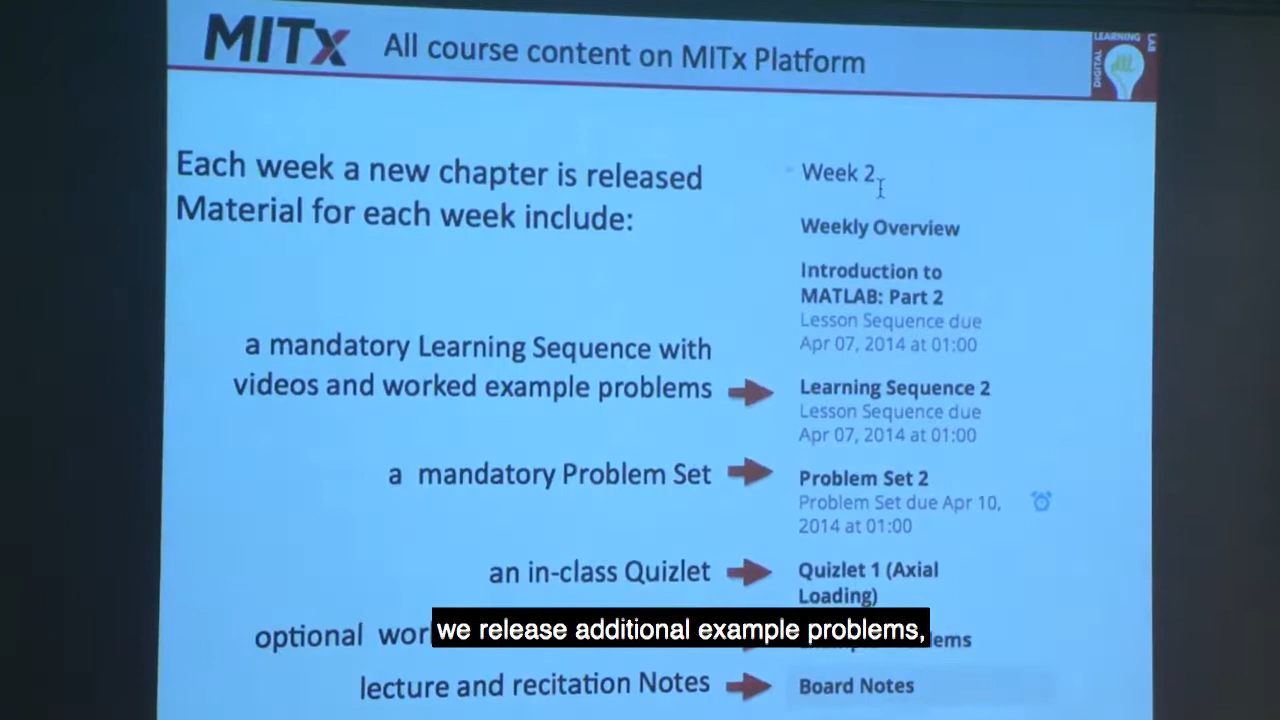 MITx
All course content on MITx Platform
LEARNING
LAB
DIGITAL
Each week a new chapter is released
Material for each week include:
a mandatory Learning Sequence with
videos and worked example problems
a mandatory Problem Set
an in-class Quizlet
optional
lecture and recitation Notes
Week 2
Weekly Overview
Introduction to
MATLAB: Part 2
Lesson Sequence due
Apr 07, 2014 at 01:00
Learning Sequence 2
Lesson Sequence due
Apr 07, 2014 at 01:00
Problem Set 2
Problem Set due Apr 10,
2014 at 01:00
Quizlet 1 (Axial
Loading)
Board Notes
we release additional example problems,